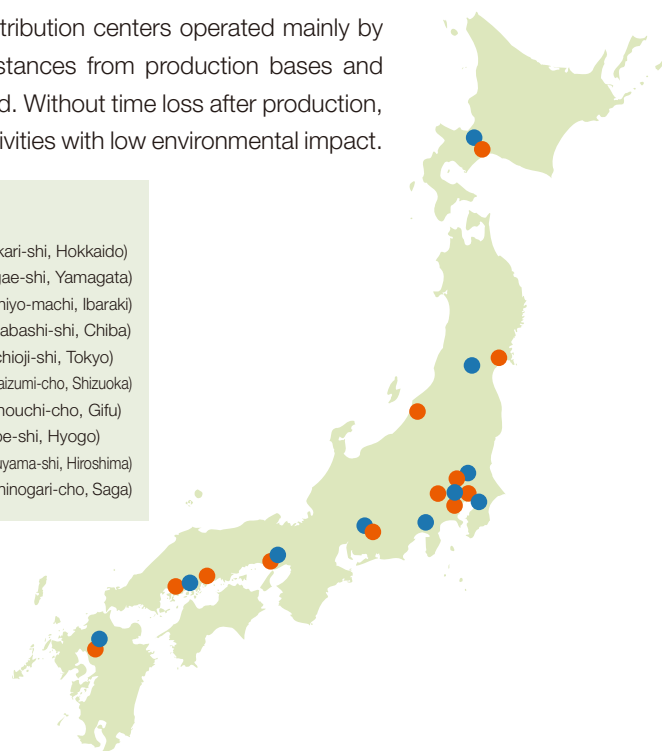 tribution centers operated mainly by
stances from production bases and
d. Without time loss after production,
ivities with low environmental impact.
kari-shi, Hokkaido)
gae-shi, Yamagata)
hiyo-machi, Ibaraki)
abashi-shi, Chiba)
chioji-shi, Tokyo)
aizumi-cho, Shizuoka)
nouchi-cho, Gifu)
be-shi, Hyogo)
uyama-shi, Hiroshima)
hinogari-cho, Saga)